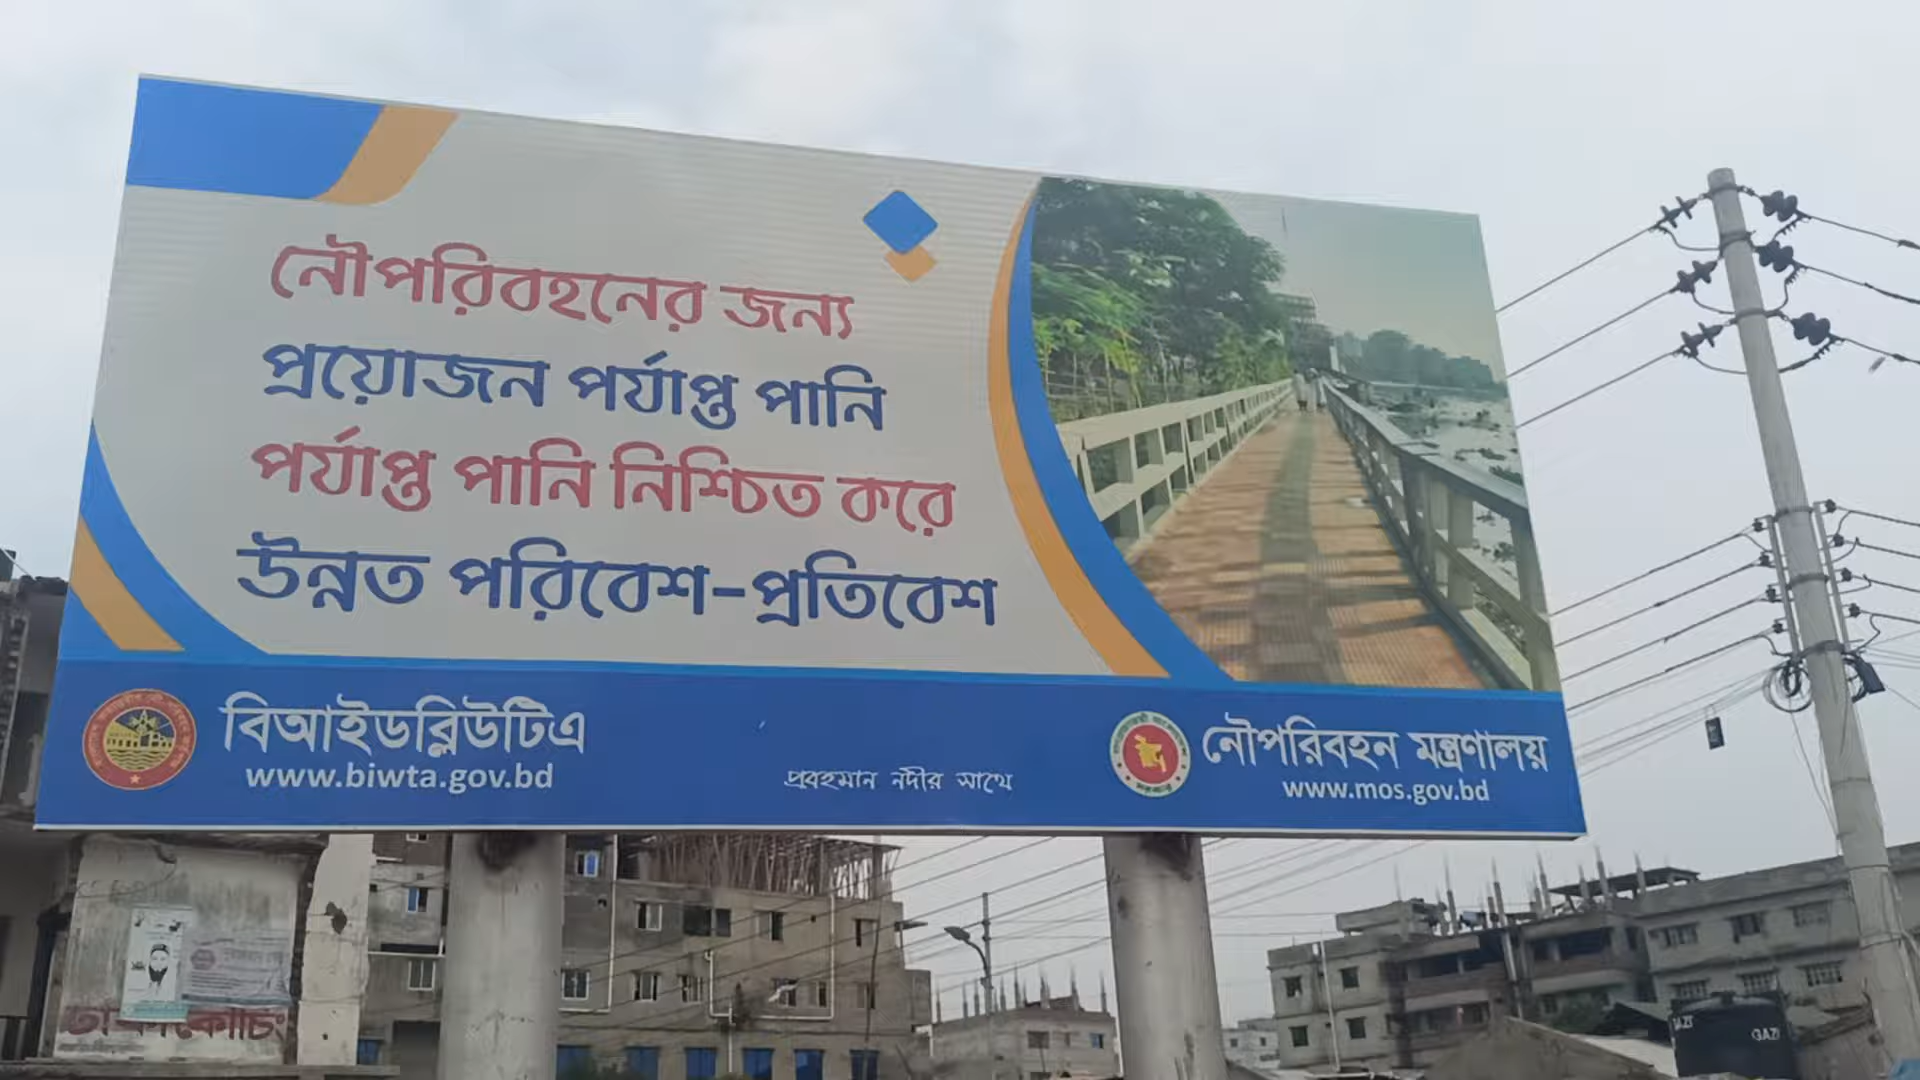 নৌপরিবহনের জন্য
প্রয়োজন পর্যাপ্ত পানি
পর্যাপ্ত পানি নিশ্চিত করে
উন্নত পরিবেশ-প্রতিবেশ
বিআইডব্লিউটিএ
www.biwta.gov.bd
প্রবহমান নদীর সাথে
নৌপরিবহন মন্ত্রণালয়
www.mos.gov.bd
GAZI